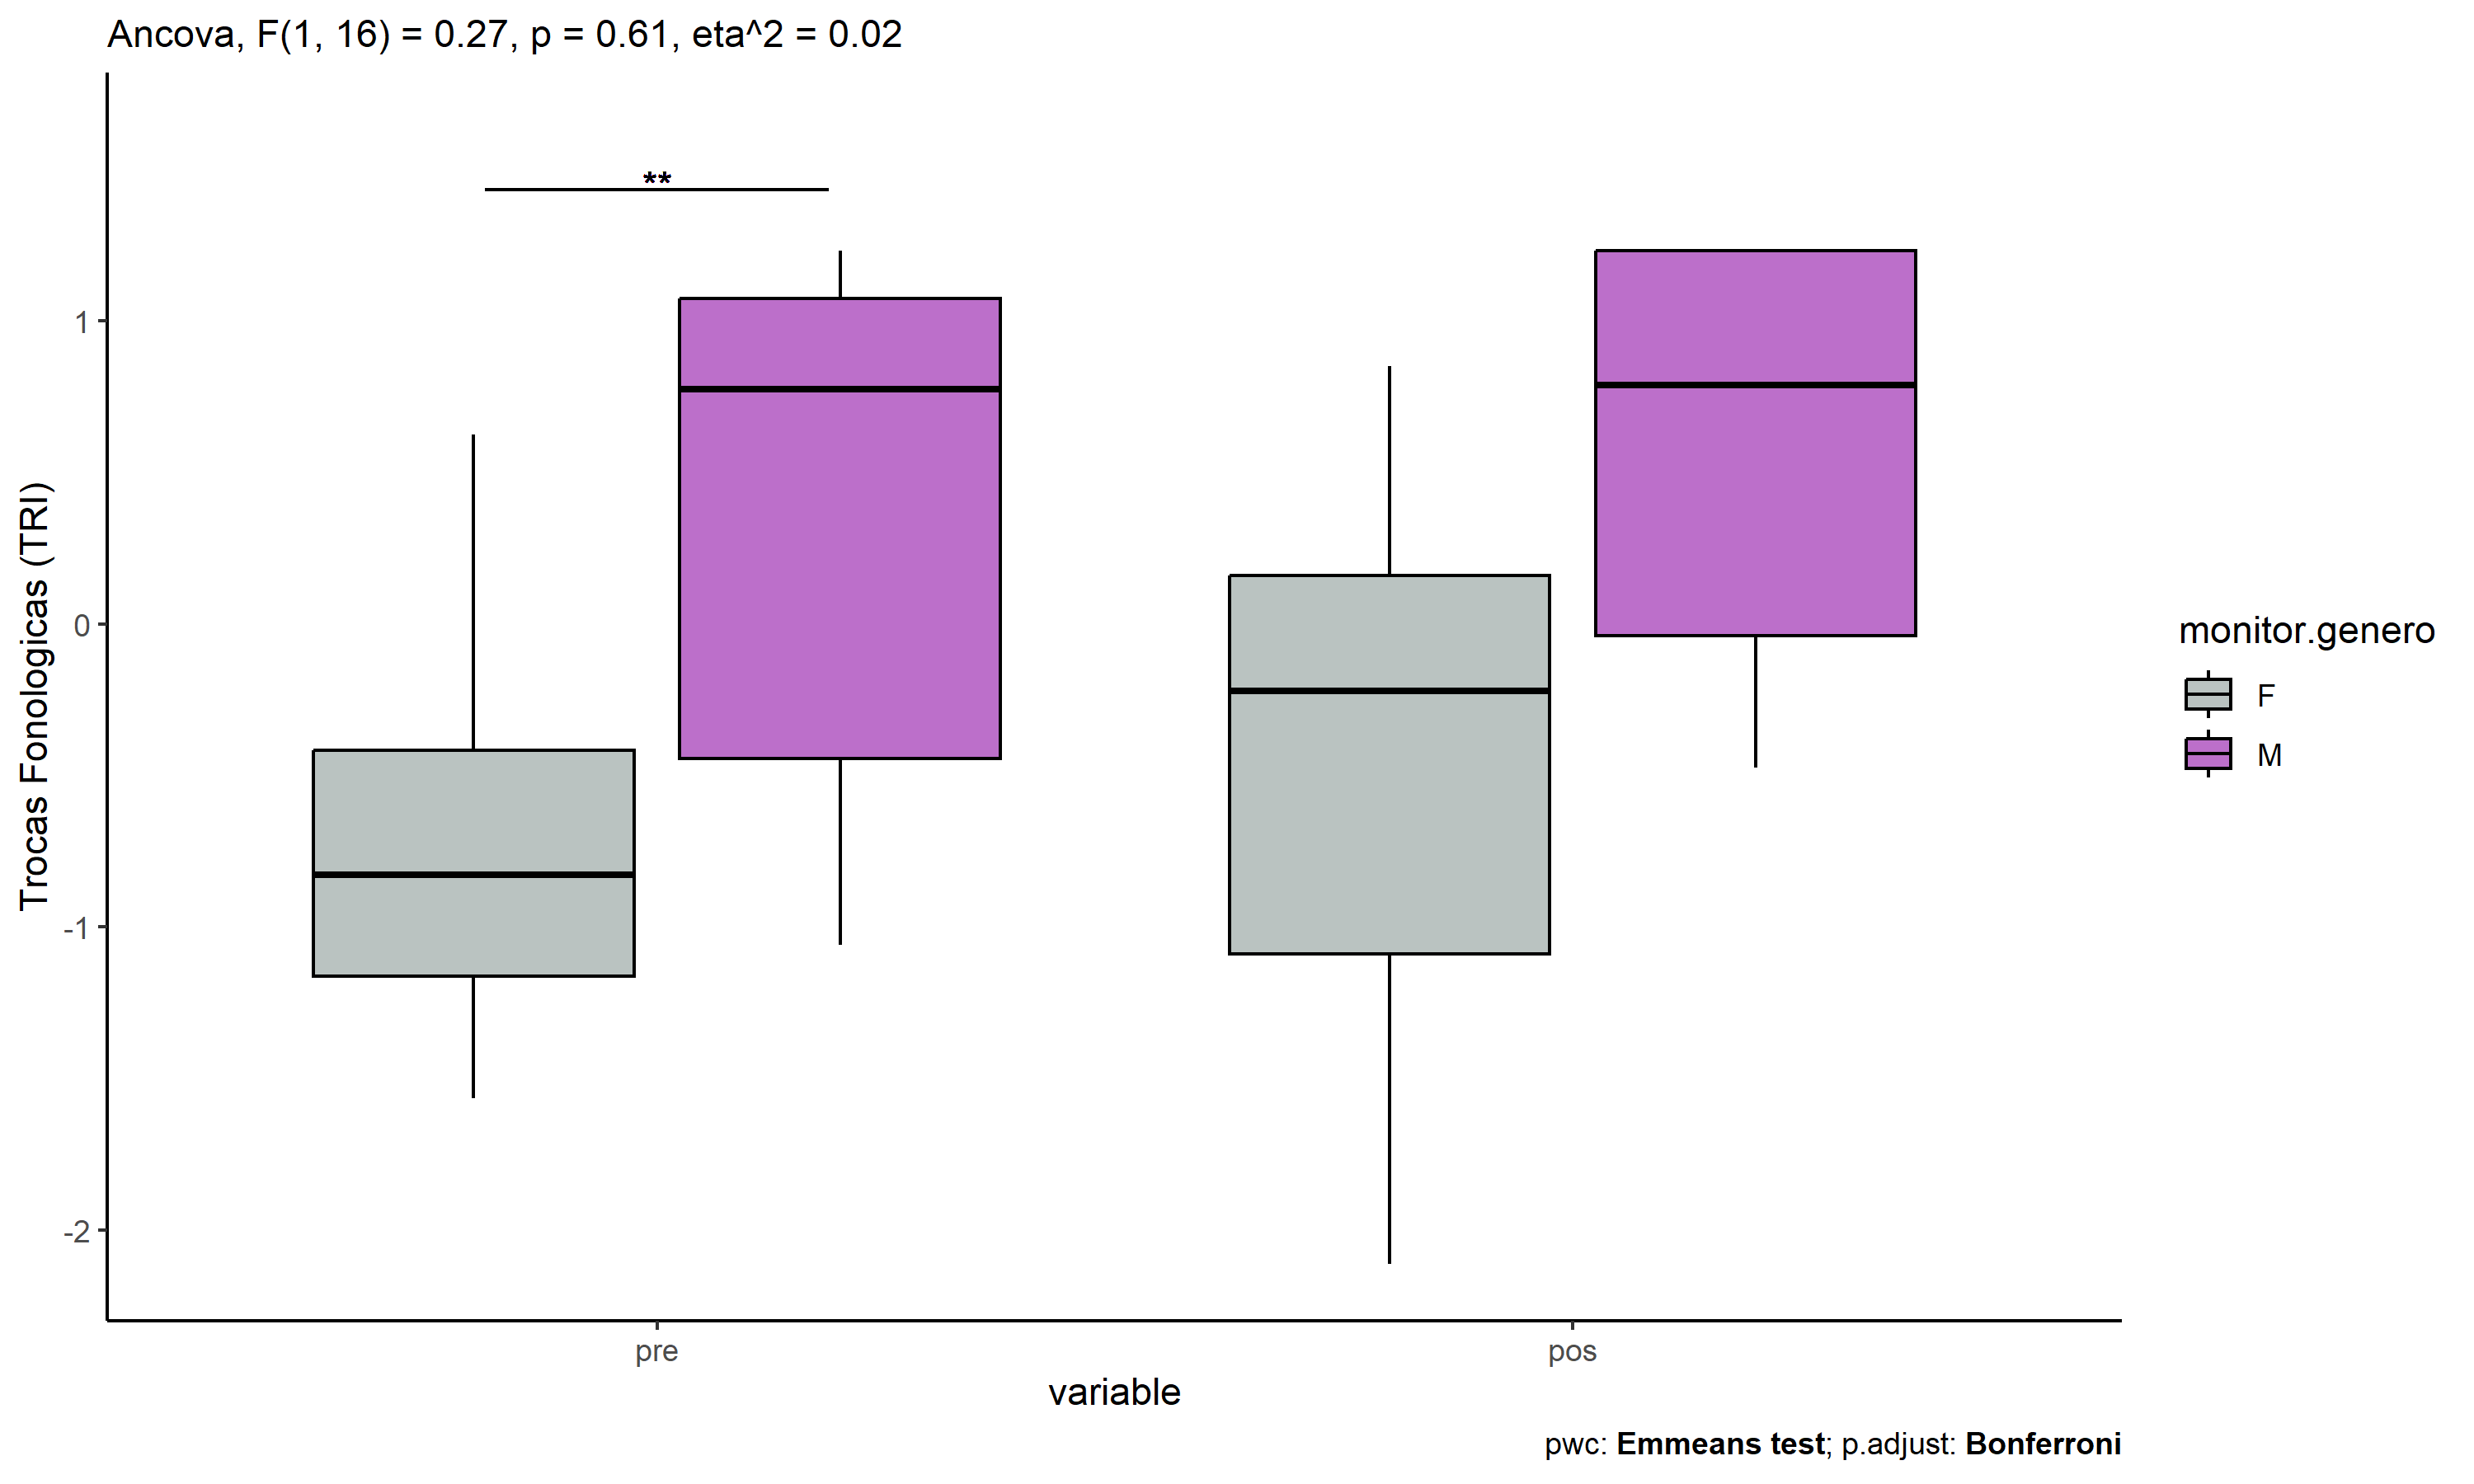 Ancova, F(1, 16) = 0.27, p = 0.61, eta^2 = 0.02
**
Trocas Fonologicas (TRI)
1
0
-1
-2
pre
pos
variable
monitor.genero
F
M
pwc: Emmeans test; p.adjust: Bonferroni